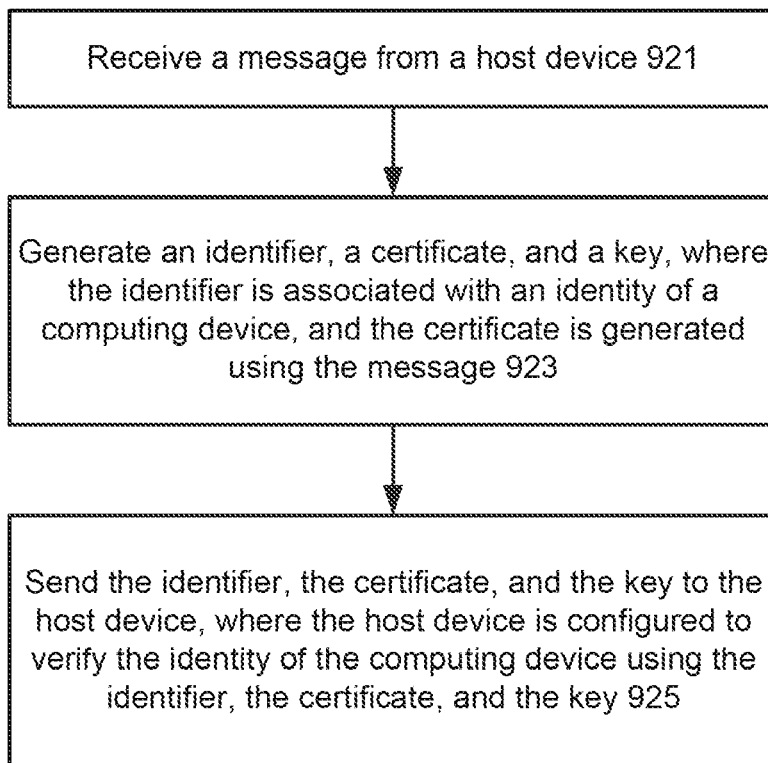 Receive a message from a host device 921
Generate an identifier, a certificate, and a key, where
the identifier is associated with an identity of a
computing device, and the certificate is generated
using the message 923
Send the identifier, the certificate, and the key to the
host device, where the host device is configured to
verify the identity of the computing device using the
identifier, the certificate, and the key 925